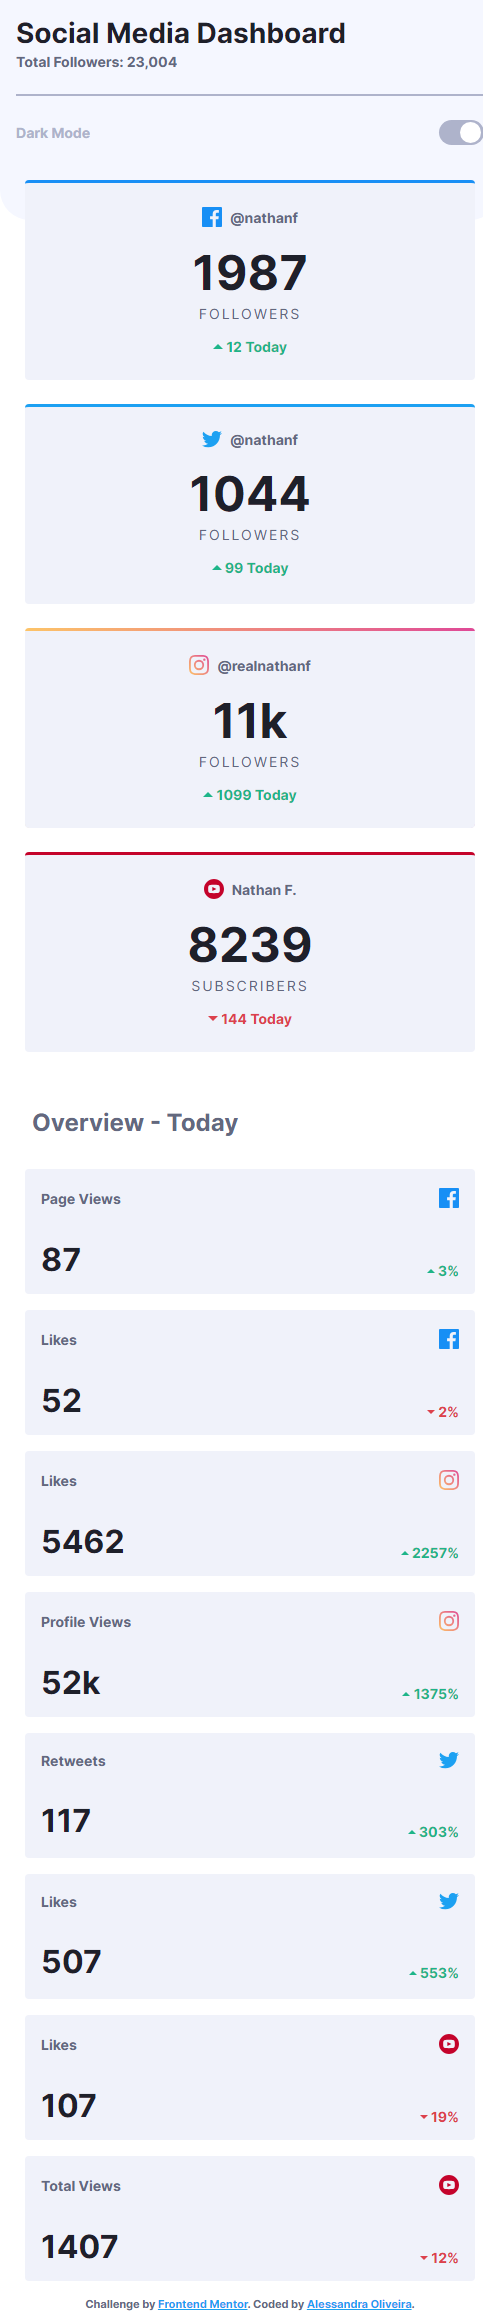 Social Media Dashboard
Total Followers: 23,004
Dark Mode
@nathanf
1987
FOLLOWERS
12 Today
@nathanf
1044
FOLLOWERS
99 Today
@realnathanf
11k
FOLLOWERS
1099 Today
Nathan F.
8239
SUBSCRIBERS
144 Today
Overview - Today
Page Views
87
3%
Likes
52
2%
Likes
5462
2257%
Profile Views
52k
1375%
Retweets
117
303%
Likes
507
553%
Likes
107
19%
Total Views
1407
12%
Challenge by Frontend Mentor. Coded by Alessandra Oliveira.